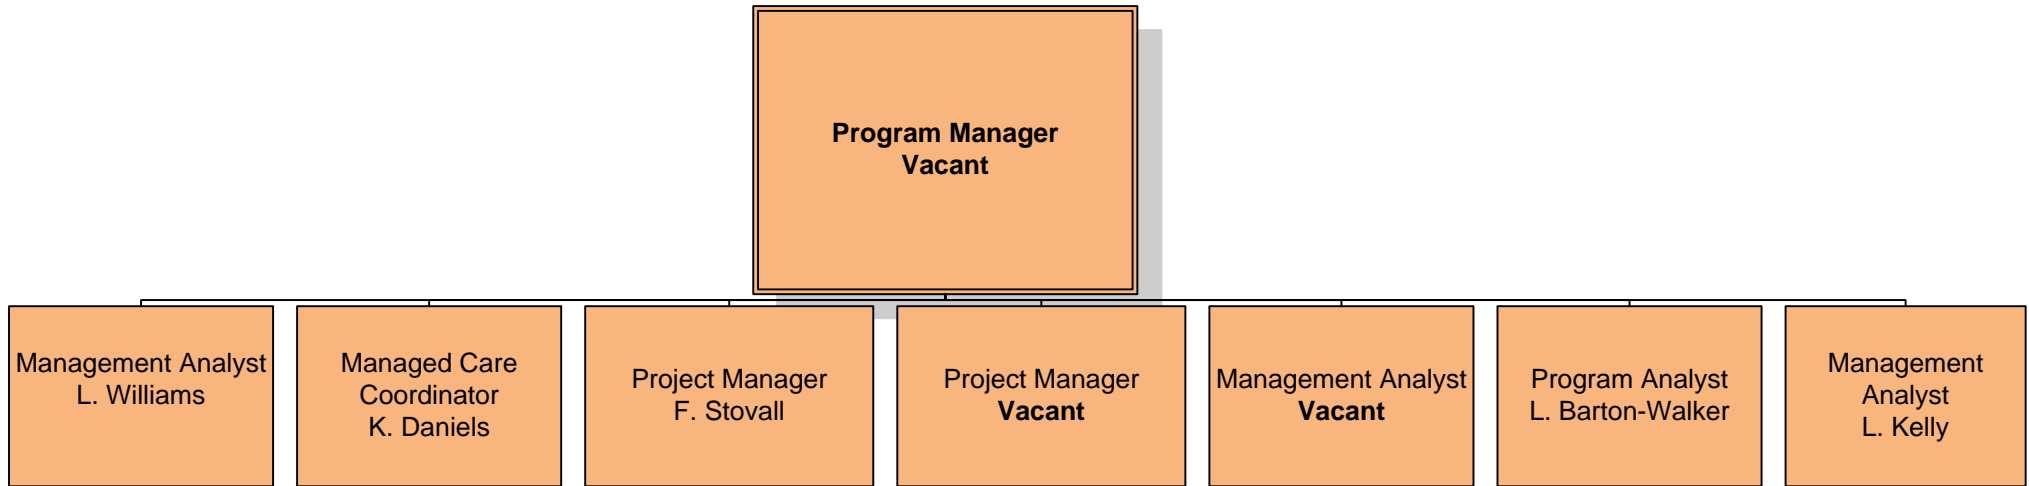 Program Manager
Vacant
Management Analyst
L. Williams
Managed Care
Coordinator
K. Daniels
Project Manager
F. Stovall
Project Manager
Vacant
Management Analyst
Vacant
Program Analyst
L. Barton-Walker
Management
Analyst
L. Kelly